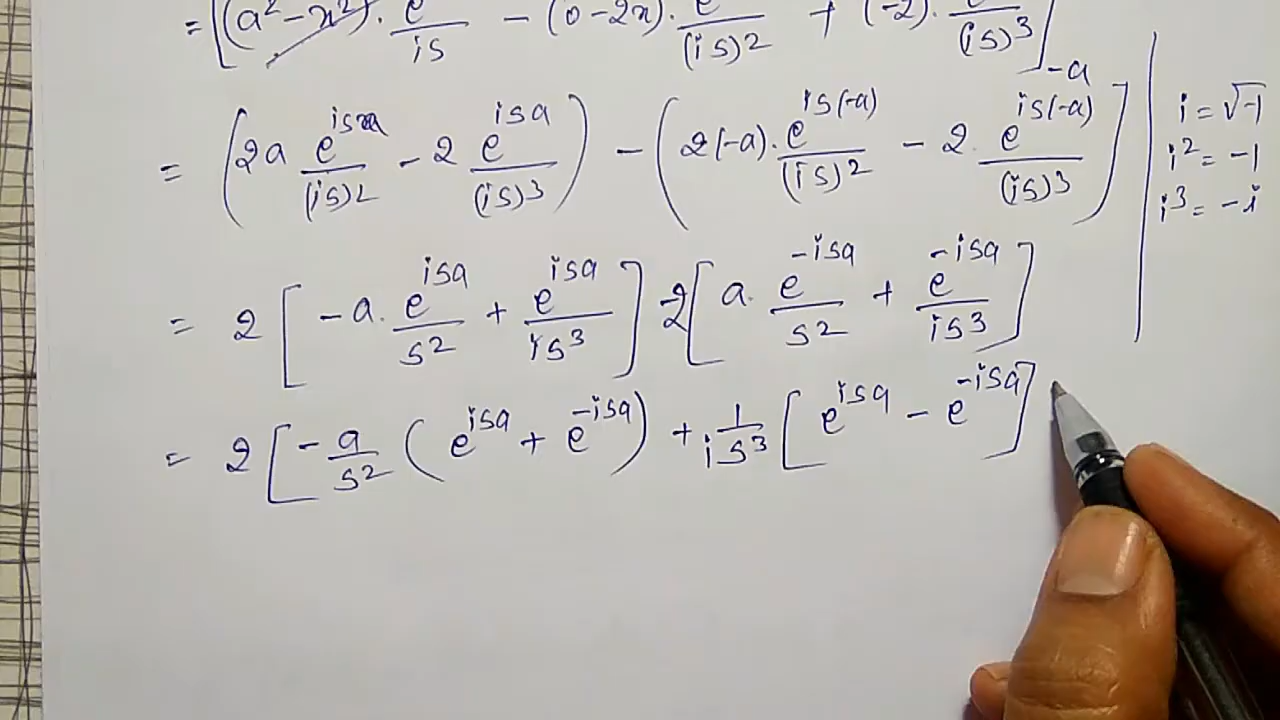 = [(a²-x²). e/is - (0-2x). e/(is)² + (-2). /(is)³]₋ₐ
= (2a e^{isa}/(is)² - 2 e^{isa}/(is)³) - (2(-a). e^{is(-a)}/(is)² - 2. e^{is(-a)}/(is)³]
i = √-1
i² = -1
i³ = -i
= 2 [-a. e^{isa}/s² + e^{isa}/is³] -2[a. e^{-isa}/s² + e^{-isa}/is³]
= 2 [-a/s² (e^{isa} + e^{-isa}) + 1/is³ [e^{isa} - e^{-isa}]